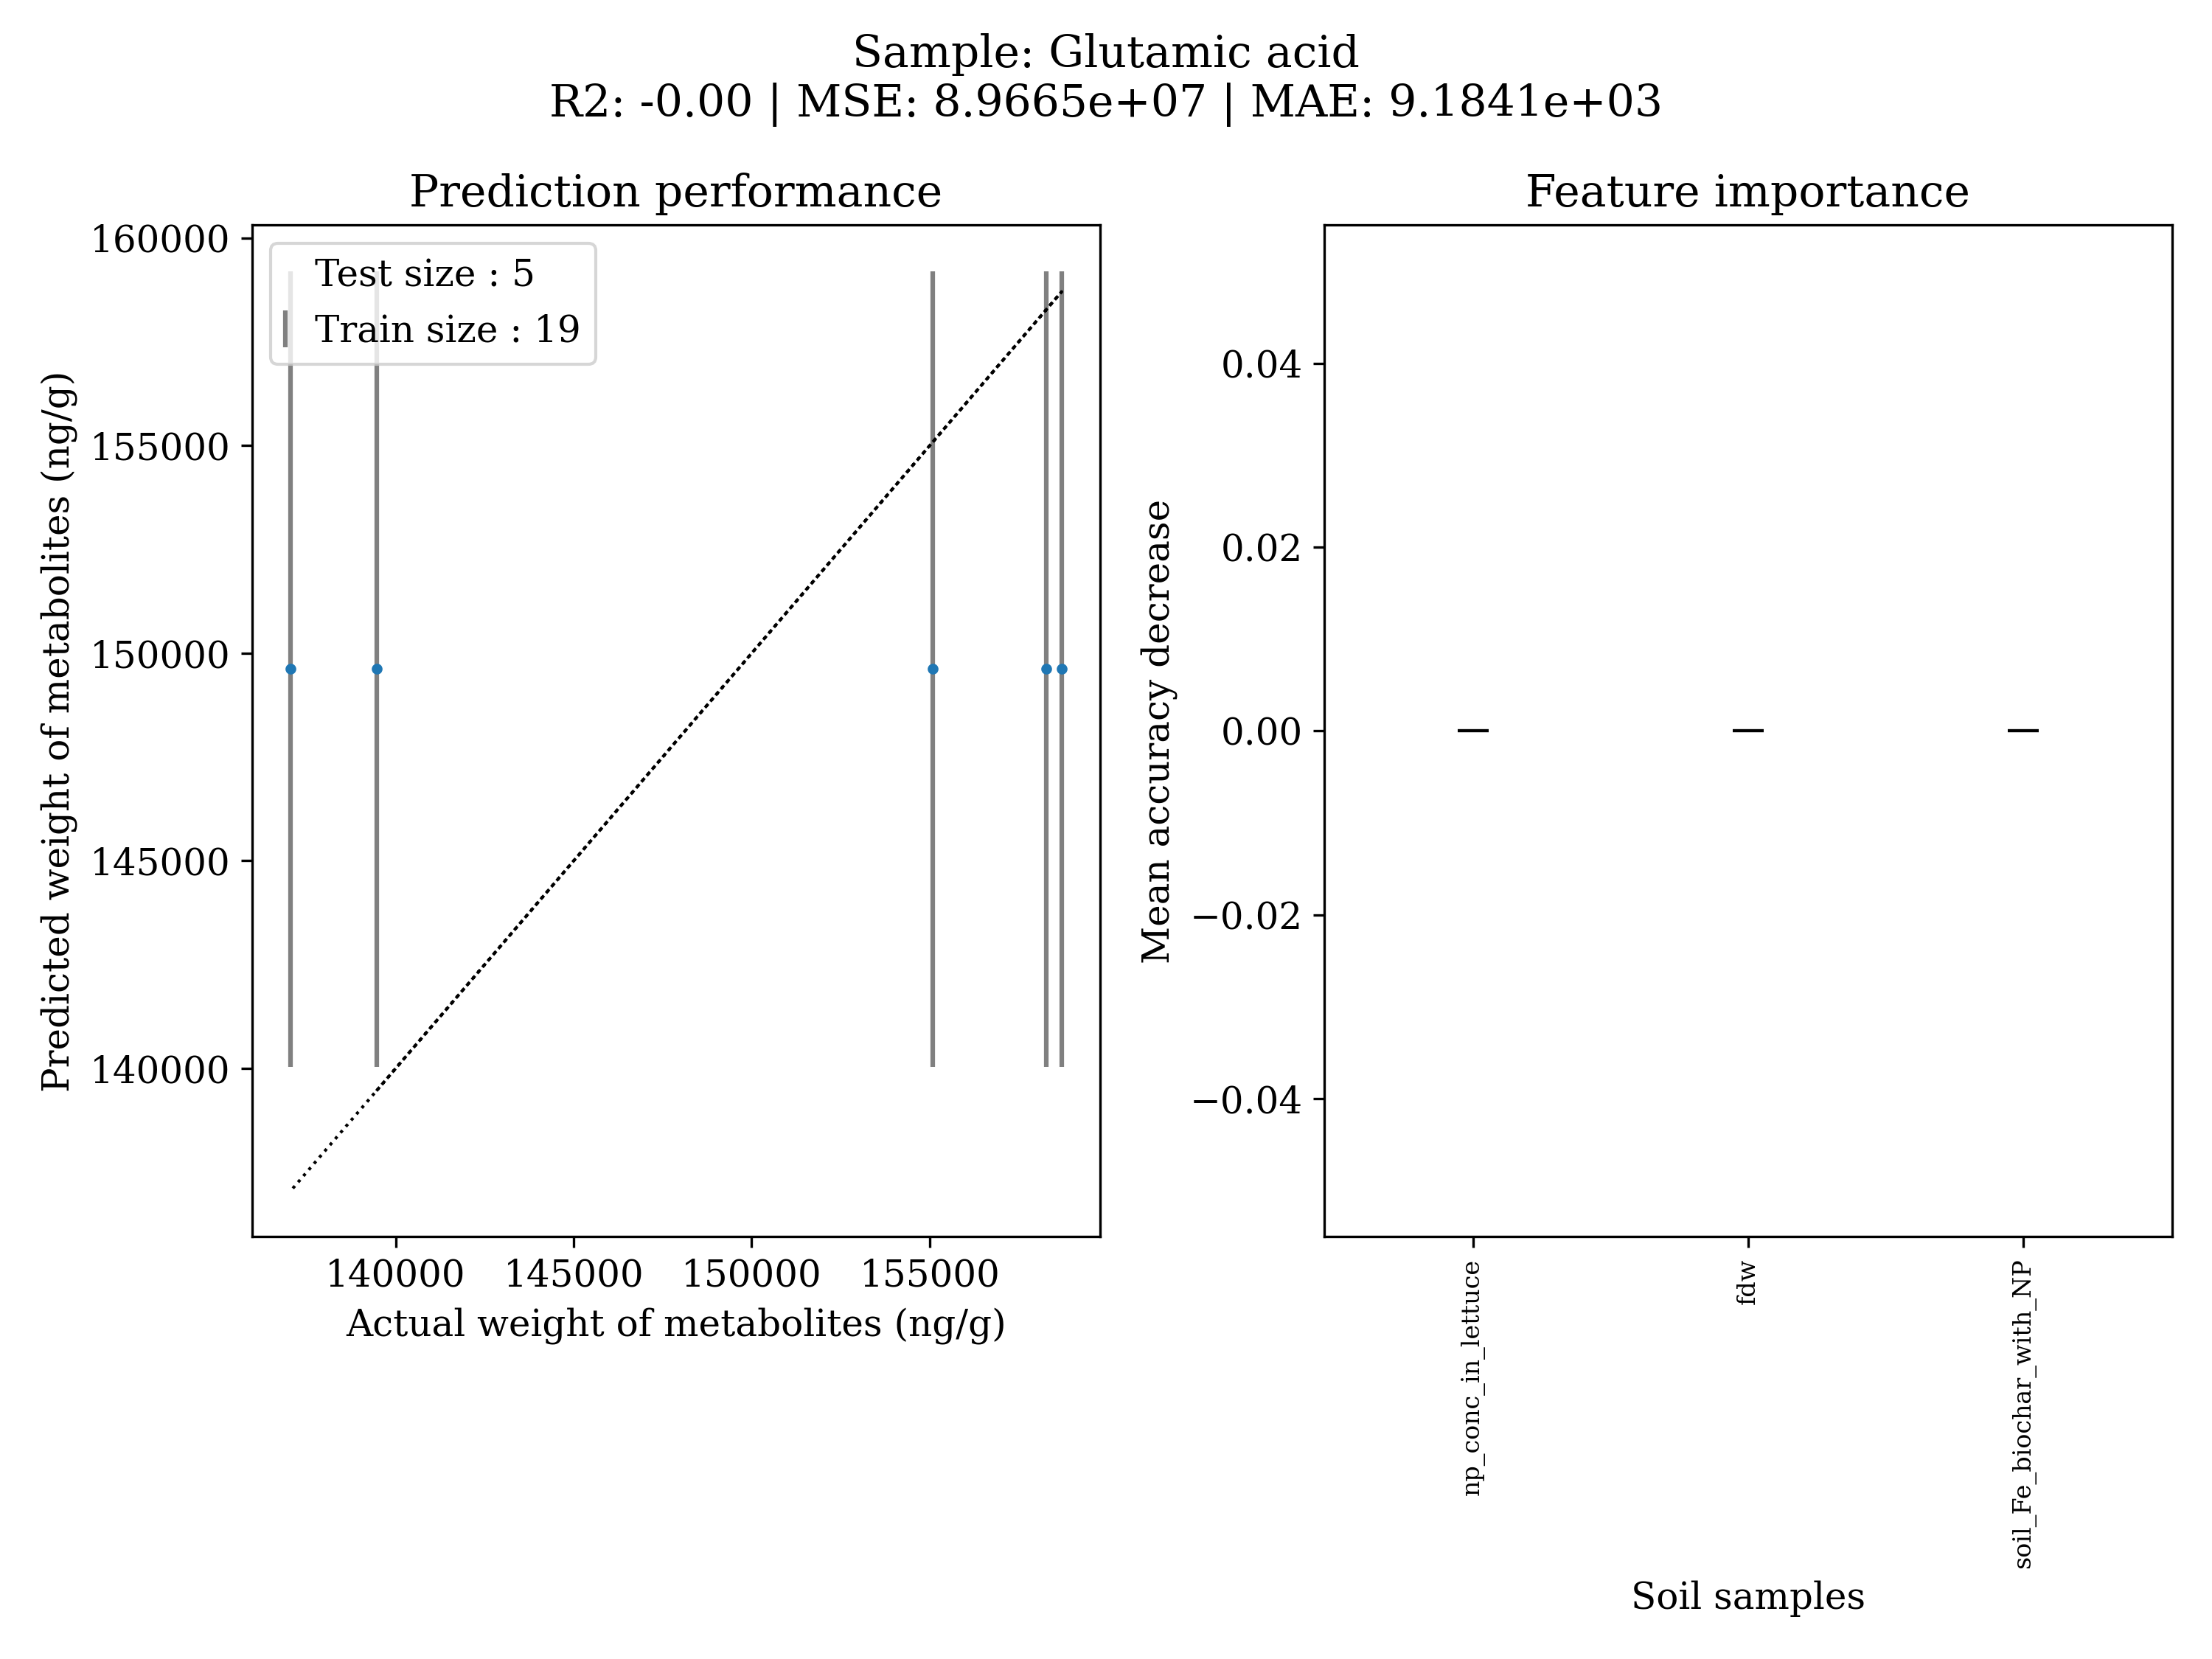 Sample: Glutamic acid
R2: -0.00 | MSE: 8.9665e+07 | MAE: 9.1841e+03
Prediction performance
Test size : 5
Train size : 19
160000
155000
150000
145000
140000
Predicted weight of metabolites (ng/g)
140000 145000 150000 155000
Actual weight of metabolites (ng/g)
Feature importance
0.04
0.02
0.00
−0.02
−0.04
Mean accuracy decrease
np_conc_in_lettuce
fdw
soil_Fe_biochar_with_NP
Soil samples